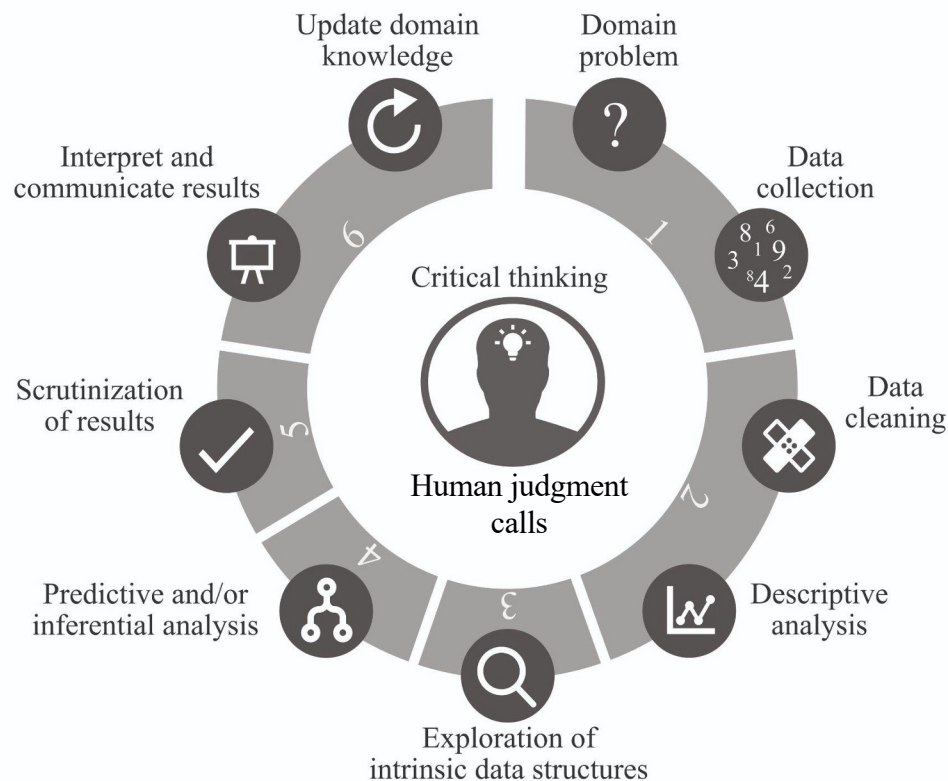 Update domain
knowledge
Domain
problem
?
Data
collection
8 6
3 1 9
8 4 2
1
Data
cleaning
2
Descriptive
analysis
3
Exploration of
intrinsic data structures
4
Predictive and/or
inferential analysis
5
Scrutinization
of results
6
Interpret and
communicate results
Critical thinking
Human judgment
calls